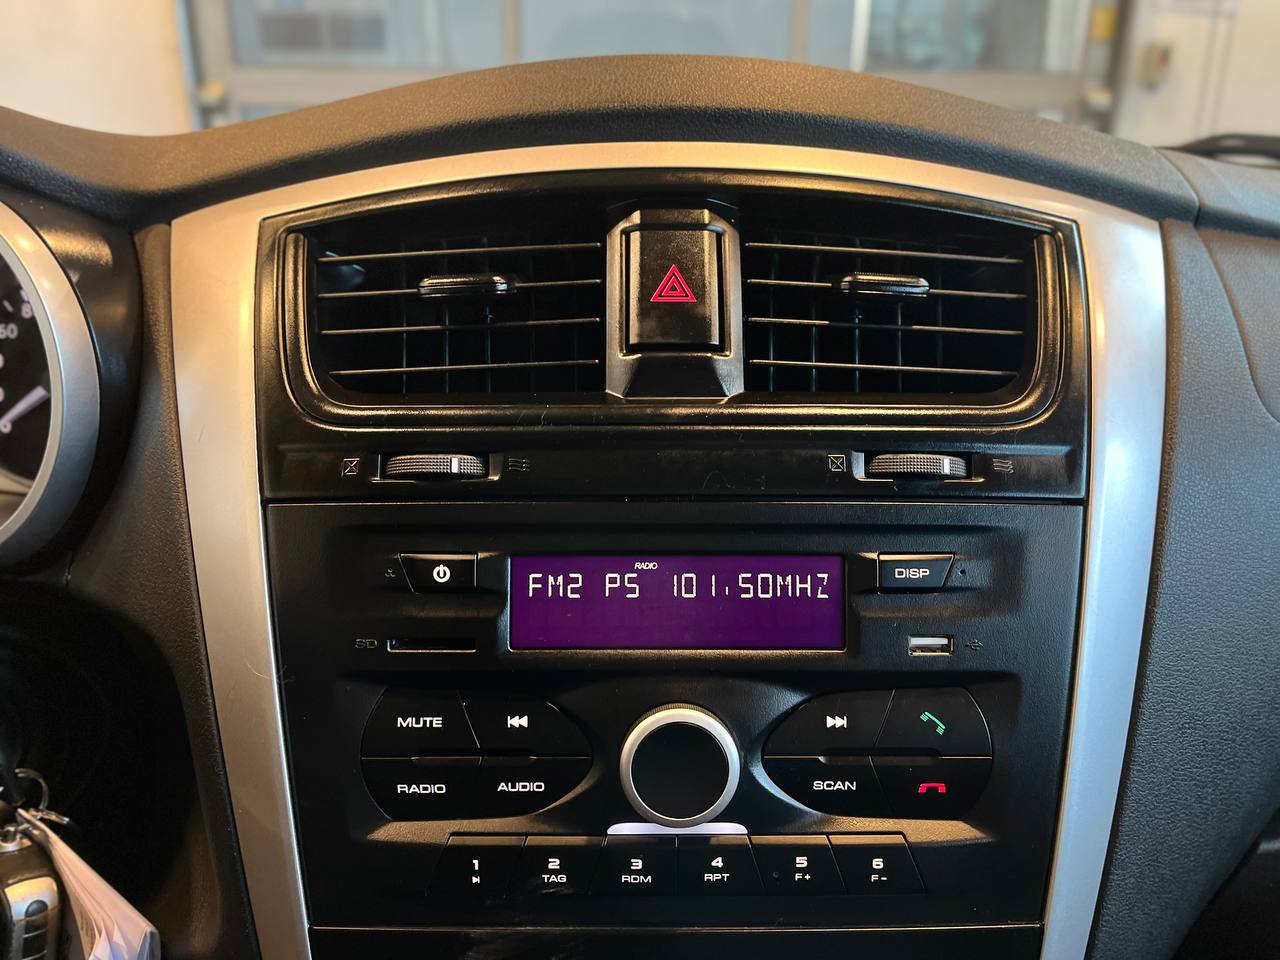 RADIO
FM2 P5 101.50MHZ
DISP
SD
MUTE
RADIO
AUDIO
SCAN
1
2
TAG
3
RDM
4
RPT
5
F+
6
F-